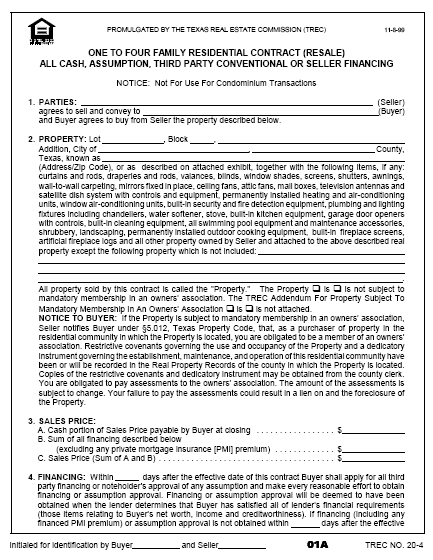 PROMULGATED BY THE TEXAS REAL ESTATE COMMISSION (TREC) 11-8-99
ONE TO FOUR FAMILY RESIDENTIAL CONTRACT (RESALE)
ALL CASH, ASSUMPTION, THIRD PARTY CONVENTIONAL OR SELLER FINANCING
NOTICE: Not For Use For Condominium Transactions
1. PARTIES: (Seller)
agrees to sell and convey to (Buyer)
and Buyer agrees to buy from Seller the property described below.
2. PROPERTY: Lot , Block ,
Addition, City of , County,
Texas, known as
(Address/Zip Code), or as described on attached exhibit, together with the following items, if any:
curtains and rods, draperies and rods, valances, blinds, window shades, screens, shutters, awnings,
wall-to-wall carpeting, mirrors fixed in place, ceiling fans, attic fans, mail boxes, television antennas and
satellite dish system with controls and equipment, permanently installed heating and air-conditioning
units, window air-conditioning units, built-in security and fire detection equipment, plumbing and lighting
fixtures including chandeliers, water softener, stove, built-in kitchen equipment, garage door openers
with controls, built-in cleaning equipment, all swimming pool equipment and maintenance accessories,
shrubbery, landscaping, permanently installed outdoor cooking equipment, built-in fireplace screens,
artificial fireplace logs and all other property owned by Seller and attached to the above described real
property except the following property which is not included:
All property sold by this contract is called the "Property." The Property ❑ is ❑ is not subject to
mandatory membership in an owners' association. The TREC Addendum For Property Subject To
Mandatory Membership In An Owners' Association ❑ is ❑ is not attached.
NOTICE TO BUYER: If the Property is subject to mandatory membership in an owners' association,
Seller notifies Buyer under §5.012, Texas Property Code, that, as a purchaser of property in the
residential community in which the Property is located, you are obligated to be a member of an owners'
association. Restrictive covenants governing the use and occupancy of the Property and a dedicatory
instrument governing the establishment, maintenance, and operation of this residential community have
been or will be recorded in the Real Property Records of the county in which the Property is located.
Copies of the restrictive covenants and dedicatory instrument may be obtained from the county clerk.
You are obligated to pay assessments to the owners' association. The amount of the assessments is
subject to change. Your failure to pay the assessments could result in a lien on and the foreclosure of
the Property.
3. SALES PRICE:
A. Cash portion of Sales Price payable by Buyer at closing . . . . . . . . . . . . . . . . $
B. Sum of all financing described below
(excluding any private mortgage insurance [PMI] premium) . . . . . . . . . . . . . . $
C. Sales Price (Sum of A and B) . . . . . . . . . . . . . . . . . . . . . . . . . . . . . . $
4. FINANCING: Within days after the effective date of this contract Buyer shall apply for all third
party financing or noteholder's approval of any assumption and make every reasonable effort to obtain
financing or assumption approval. Financing or assumption approval will be deemed to have been
obtained when the lender determines that Buyer has satisfied all of lender's financial requirements
(those items relating to Buyer's net worth, income and creditworthiness). If financing (including any
financed PMI premium) or assumption approval is not obtained within days after the effective
Initialed for identification by Buyer and Seller 01A TREC NO. 20-4